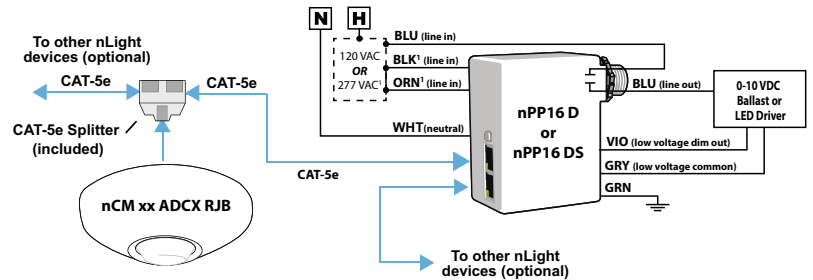 N H
BLU (line in)
To other nLight
devices (optional)
CAT-5e
CAT-5e
120 VAC
OR
277 VAC¹
BLK¹ (line in)
ORN¹ (line in)
BLU (line out)
0-10 VDC
Ballast or
LED Driver
nPP16 D
or
nPP16 DS
CAT-5e Splitter
(included)
WHT(neutral)
VIO (low voltage dim out)
GRY (low voltage common)
GRN
CAT-5e
nCM xx ADCX RJB
To other nLight
devices (optional)